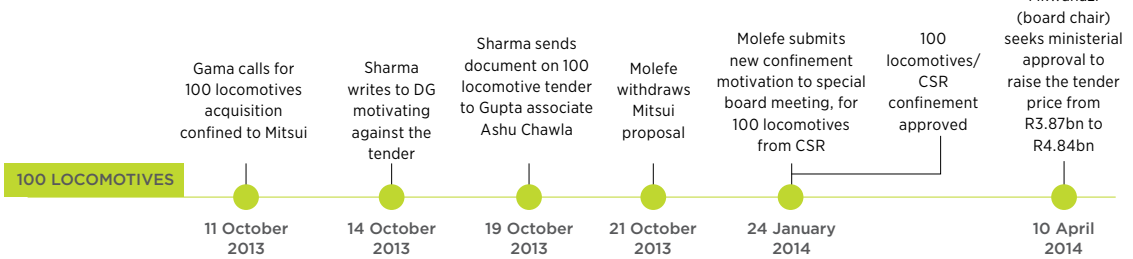 Gama calls for
100 locomotives
acquisition
confined to Mitsui
Sharma
writes to DG
motivating
against the
tender
Sharma sends
document on 100
locomotive tender
to Gupta associate
Ashu Chawla
Molefe
withdraws
Mitsui
proposal
Molefe submits
new confinement
motivation to special
board meeting, for
100 locomotives
from CSR
100
locomotives/
CSR
confinement
approved
(board chair)
seeks ministerial
approval to
raise the tender
price from
R3.87bn to
R4.84bn
100 LOCOMOTIVES
11 October
2013
14 October
2013
19 October
2013
21 October
2013
24 January
2014
10 April
2014